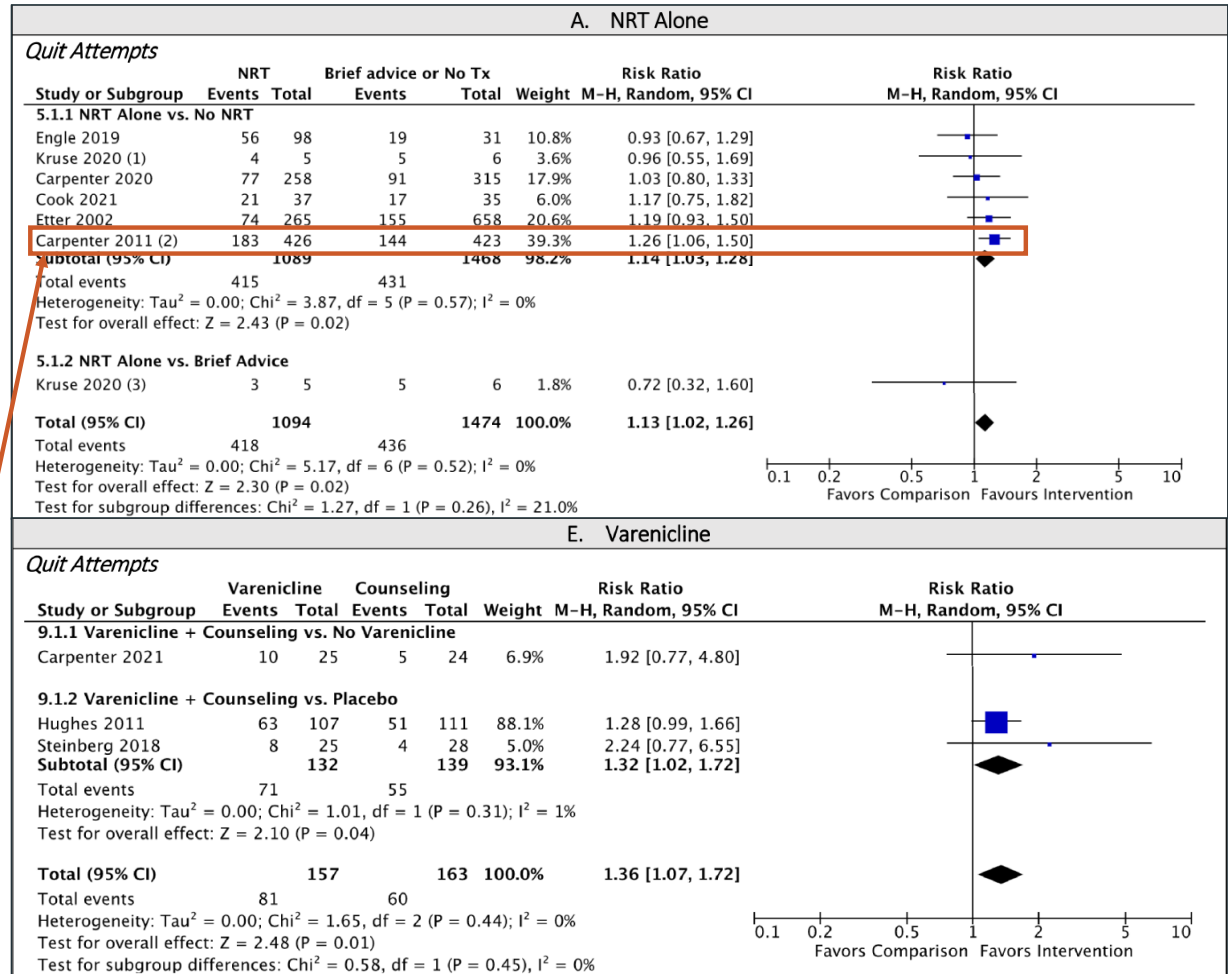 A. NRT Alone
Quit Attempts
NRT Brief advice or No Tx Risk Ratio Risk Ratio
Study or Subgroup Events Total Events Total Weight M-H, Random, 95% CI M-H, Random, 95% CI
5.1.1 NRT Alone vs. No NRT
Engle 2019 56 98 19 31 10.8% 0.93 [0.67, 1.29]
Kruse 2020 (1) 4 5 5 6 3.6% 0.96 [0.55, 1.69]
Carpenter 2020 77 258 91 315 17.9% 1.03 [0.80, 1.33]
Cook 2021 21 37 17 35 6.0% 1.17 [0.75, 1.82]
Etter 2002 74 265 155 658 20.6% 1.19 [0.93, 1.50]
Carpenter 2011 (2) 183 426 144 423 39.3% 1.26 [1.06, 1.50]
Subtotal (95% CI) 1089 1468 98.2% 1.14 [1.03, 1.28]
Total events 415 431
Heterogeneity: Tau² = 0.00; Chi² = 3.87, df = 5 (P = 0.57); I² = 0%
Test for overall effect: Z = 2.43 (P = 0.02)
5.1.2 NRT Alone vs. Brief Advice
Kruse 2020 (3) 3 5 5 6 1.8% 0.72 [0.32, 1.60]
Total (95% CI) 1094 1474 100.0% 1.13 [1.02, 1.26]
Total events 418 436
Heterogeneity: Tau² = 0.00; Chi² = 5.17, df = 6 (P = 0.52); I² = 0%
Test for overall effect: Z = 2.30 (P = 0.02)
Test for subgroup differences: Chi² = 1.27, df = 1 (P = 0.26), I² = 21.0%
0.1 0.2 0.5 1 2 5 10
Favors Comparison Favours Intervention
E. Varenicline
Quit Attempts
Varenicline Counseling Risk Ratio Risk Ratio
Study or Subgroup Events Total Events Total Weight M-H, Random, 95% CI M-H, Random, 95% CI
9.1.1 Varenicline + Counseling vs. No Varenicline
Carpenter 2021 10 25 5 24 6.9% 1.92 [0.77, 4.80]
9.1.2 Varenicline + Counseling vs. Placebo
Hughes 2011 63 107 51 111 88.1% 1.28 [0.99, 1.66]
Steinberg 2018 8 25 4 28 5.0% 2.24 [0.77, 6.55]
Subtotal (95% CI) 132 139 93.1% 1.32 [1.02, 1.72]
Total events 71 55
Heterogeneity: Tau² = 0.00; Chi² = 1.01, df = 1 (P = 0.31); I² = 1%
Test for overall effect: Z = 2.10 (P = 0.04)
Total (95% CI) 157 163 100.0% 1.36 [1.07, 1.72]
Total events 81 60
Heterogeneity: Tau² = 0.00; Chi² = 1.65, df = 2 (P = 0.44); I² = 0%
Test for overall effect: Z = 2.48 (P = 0.01)
Test for subgroup differences: Chi² = 0.58, df = 1 (P = 0.45), I² = 0%
0.1 0.2 0.5 1 2 5 10
Favors Comparison Favors Intervention